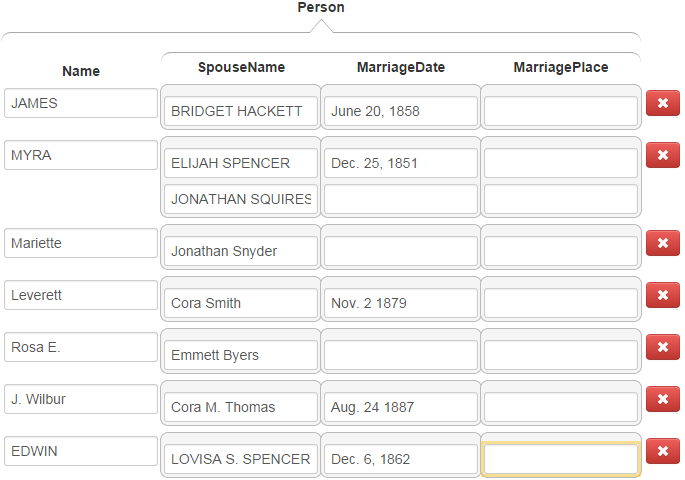 Person
Name SpouseName MarriageDate MarriagePlace
JAMES BRIDGET HACKETT June 20, 1858
MYRA ELIJAH SPENCER Dec. 25, 1851
JONATHAN SQUIRES
Mariette Jonathan Snyder
Leverett Cora Smith Nov. 2 1879
Rosa E. Emmett Byers
J. Wilbur Cora M. Thomas Aug. 24 1887
EDWIN LOVISA S. SPENCER Dec. 6, 1862